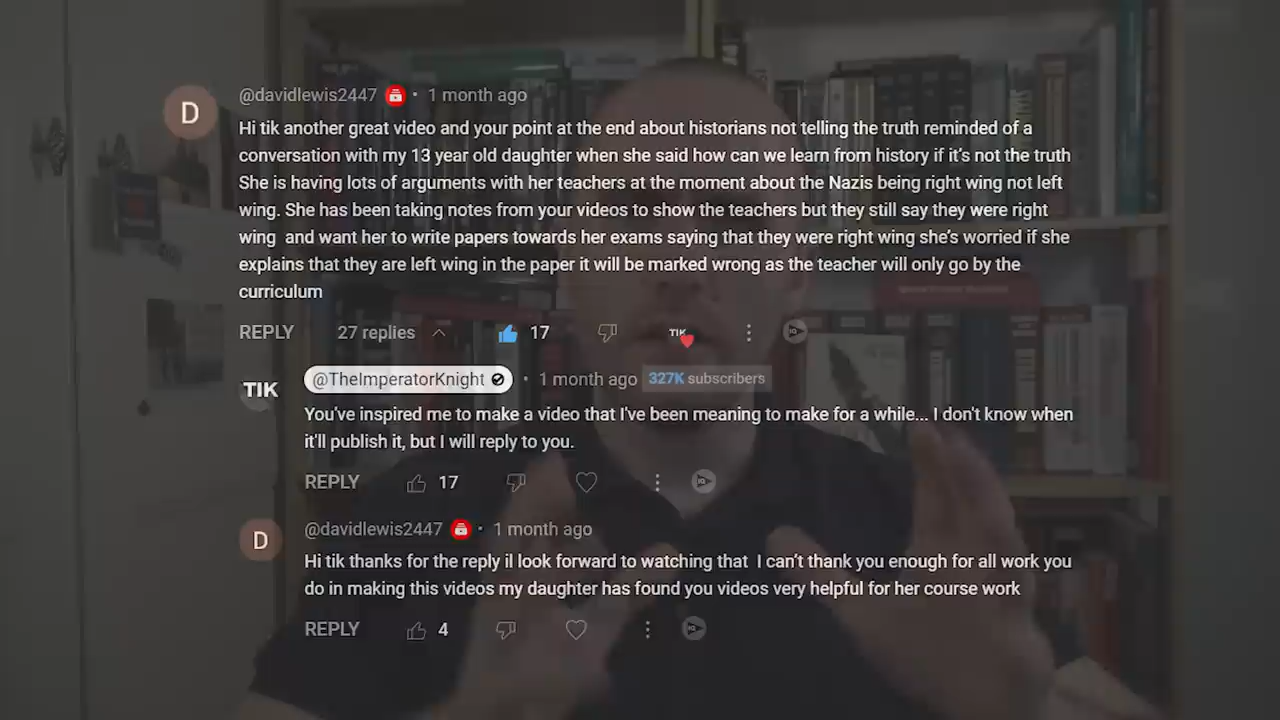 D
@davidlewis2447 · 1 month ago
Hi tik another great video and your point at the end about historians not telling the truth reminded of a
conversation with my 13 year old daughter when she said how can we learn from history if it's not the truth
She is having lots of arguments with her teachers at the moment about the Nazis being right wing not left
wing. She has been taking notes from your videos to show the teachers but they still say they were right
wing and want her to write papers towards her exams saying that they were right wing she's worried if she
explains that they are left wing in the paper it will be marked wrong as the teacher will only go by the
curriculum
REPLY 27 replies 17 TIK IQ
TIK
@TheImperatorKnight · 1 month ago 327K subscribers
You've inspired me to make a video that I've been meaning to make for a while... I don't know when
it'll publish it, but I will reply to you.
REPLY 17 IQ
D
@davidlewis2447 · 1 month ago
Hi tik thanks for the reply il look forward to watching that I can't thank you enough for all work you
do in making this videos my daughter has found you videos very helpful for her course work
REPLY 4 IQ